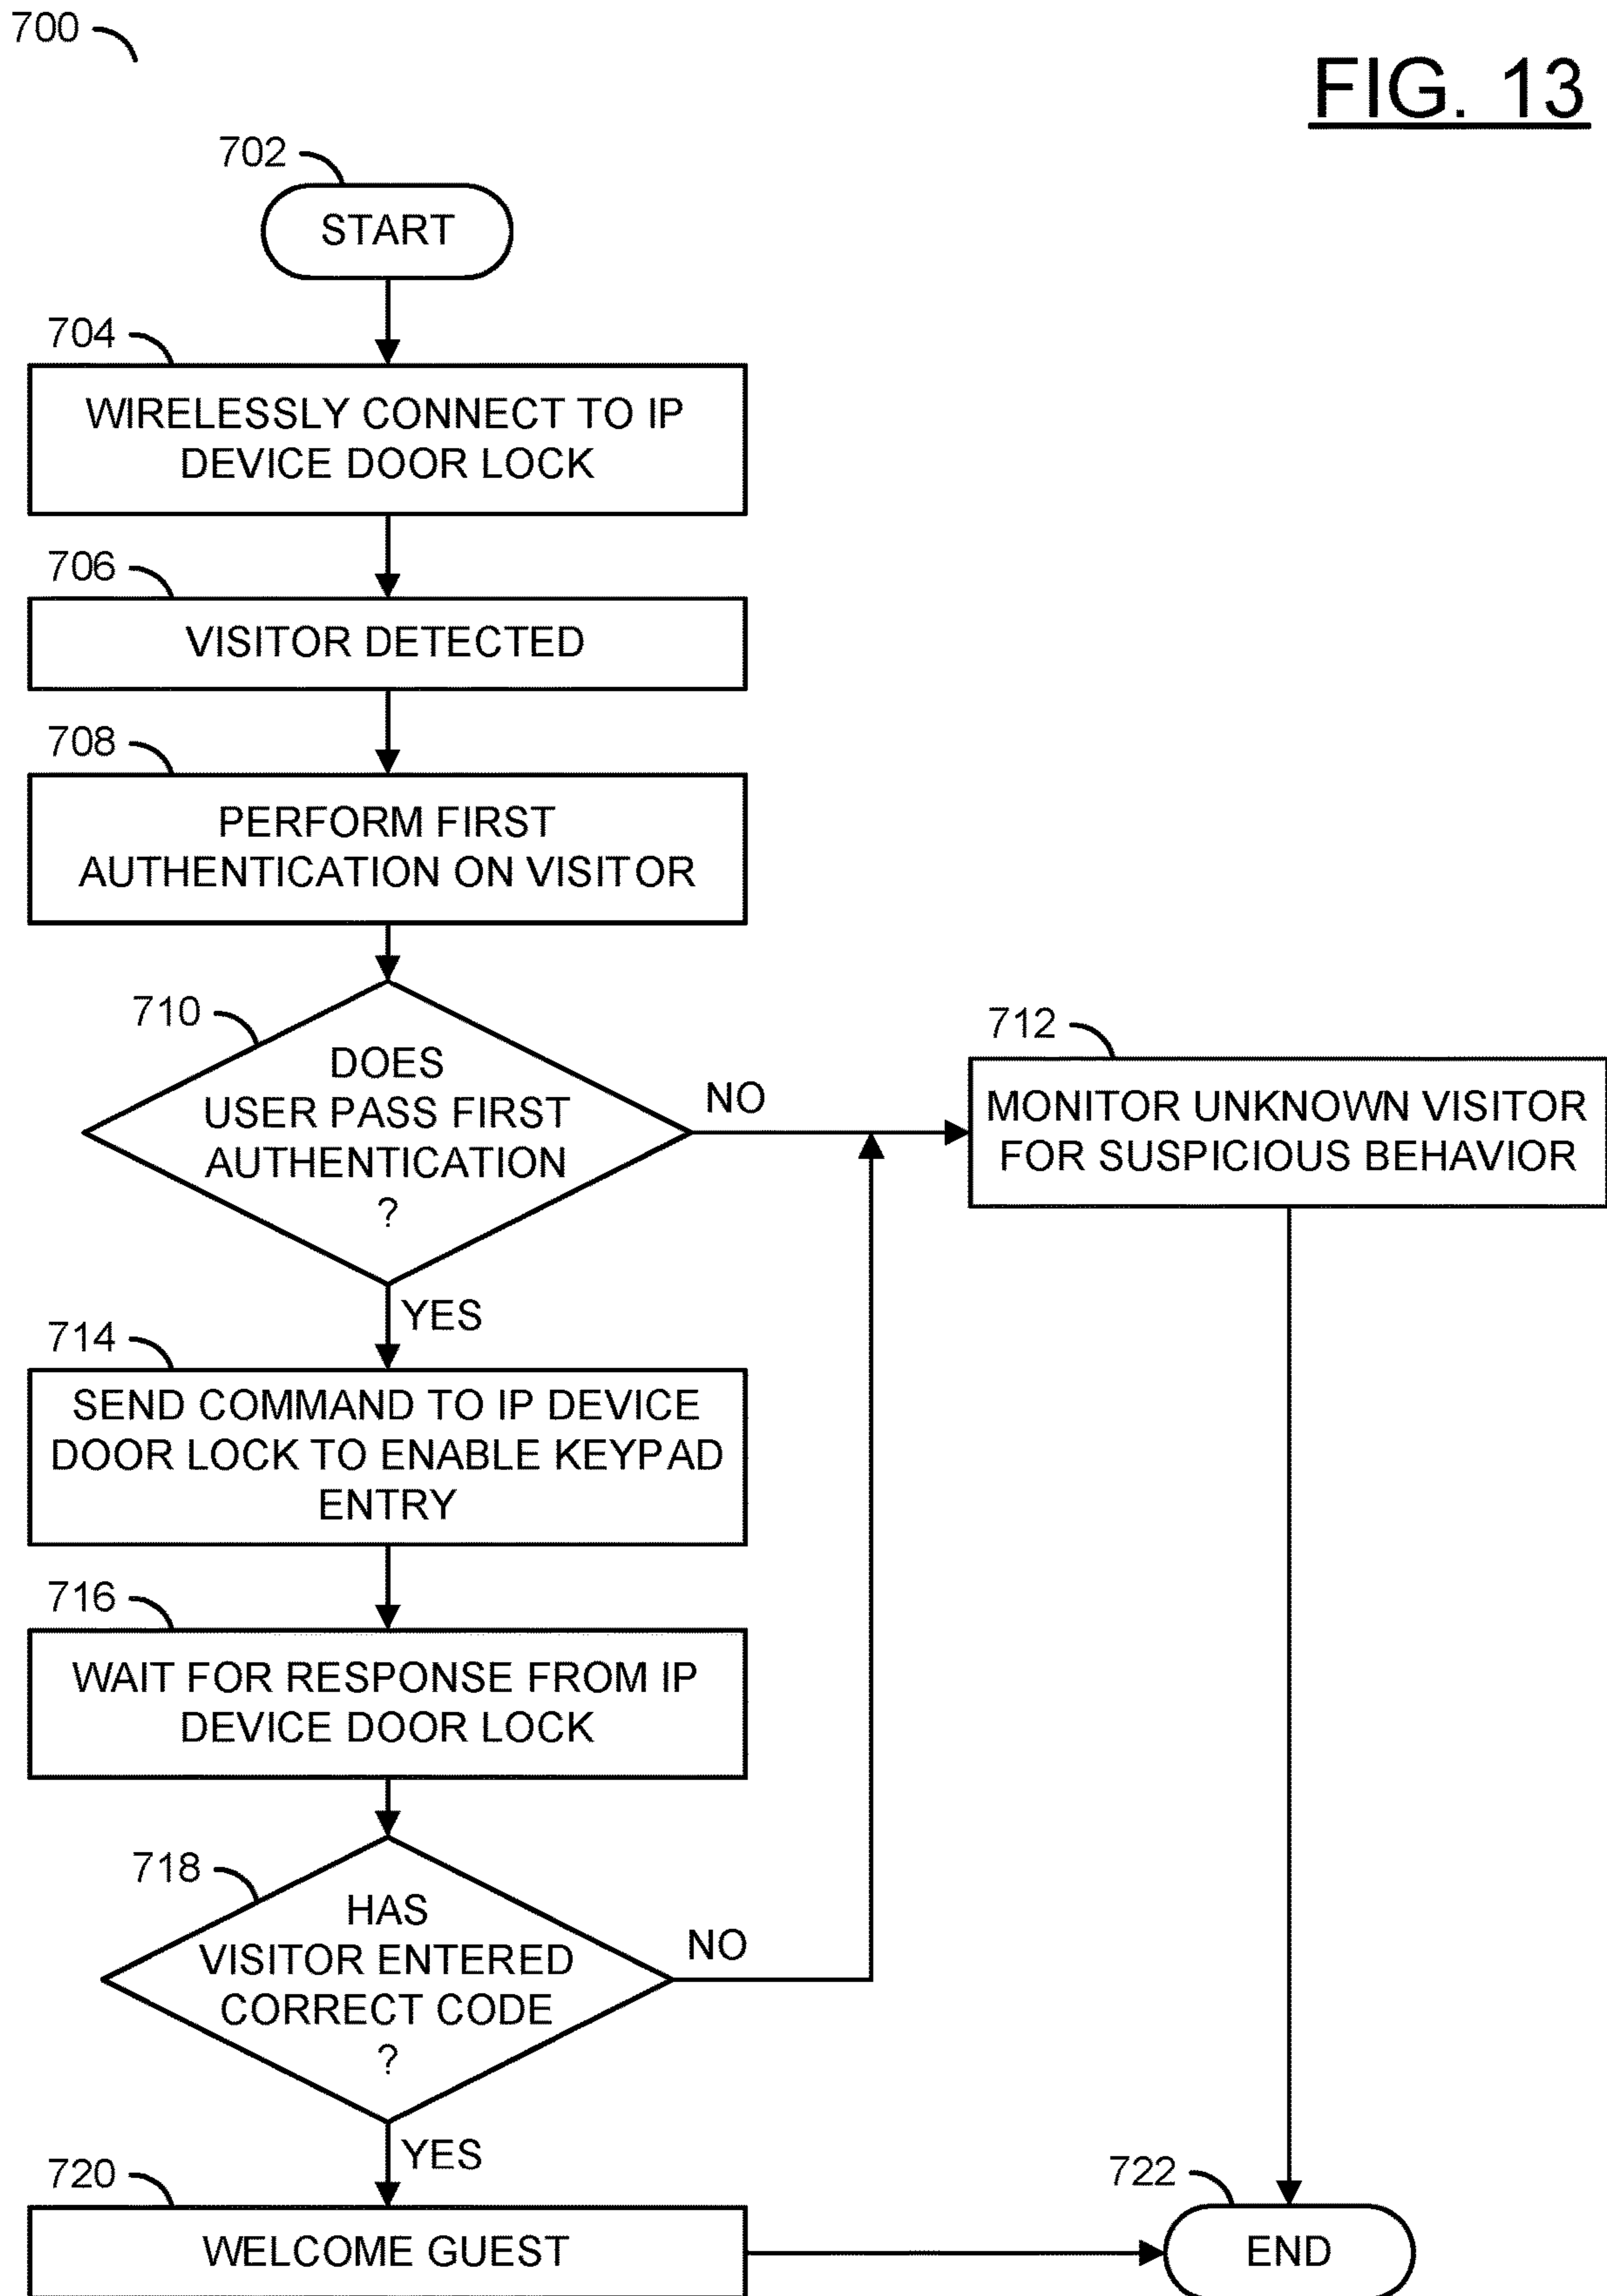 700
FIG. 13
702
START
704
WIRELESSLY CONNECT TO IP
DEVICE DOOR LOCK
706
VISITOR DETECTED
708
PERFORM FIRST
AUTHENTICATION ON VISITOR
710
DOES
USER PASS FIRST
AUTHENTICATION
?
NO
712
MONITOR UNKNOWN VISITOR
FOR SUSPICIOUS BEHAVIOR
YES
714
SEND COMMAND TO IP DEVICE
DOOR LOCK TO ENABLE KEYPAD
ENTRY
716
WAIT FOR RESPONSE FROM IP
DEVICE DOOR LOCK
718
HAS
VISITOR ENTERED
CORRECT CODE
?
NO
YES
720
WELCOME GUEST
722
END